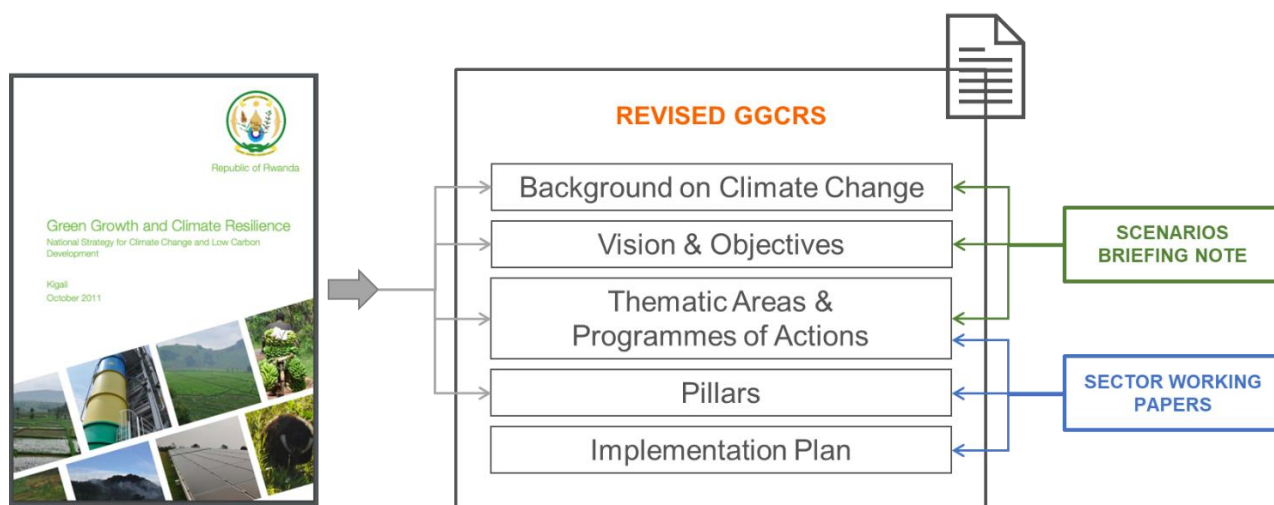 Republic of Rwanda
Green Growth and Climate Resilience
National Strategy for Climate Change and Low Carbon
Development
Kigali
October 2011
REVISED GGCRS
Background on Climate Change
Vision & Objectives
Thematic Areas &
Programmes of Actions
Pillars
Implementation Plan
SCENARIOS
BRIEFING NOTE
SECTOR WORKING
PAPERS